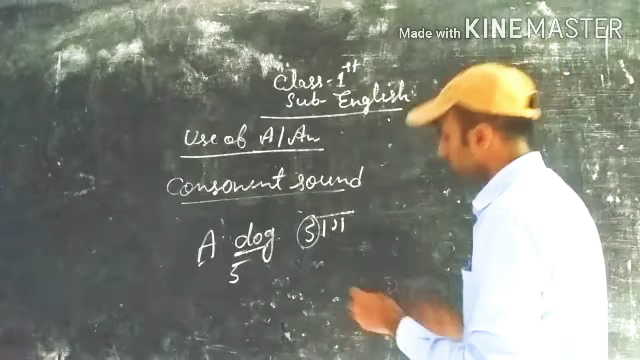 Made with KINEMASTER
Class-1st
Sub- English
Use of A/An
Consonent sound
A dog डॉग
ड